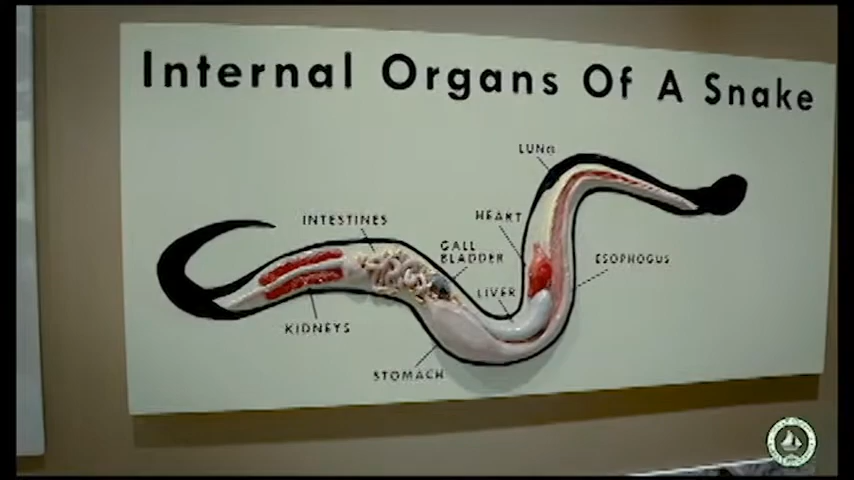 Internal Organs Of A Snake
LUNG
INTESTINES
HEART
GALL
BLADDER
ESOPHOGUS
LIVER
KIDNEYS
STOMACH